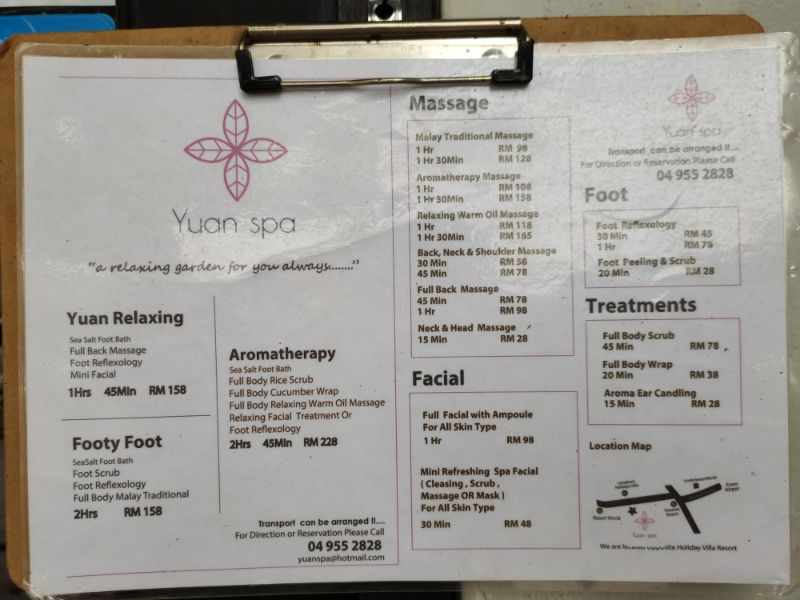 Yuan spa
"a relaxing garden for you always......."
Yuan Relaxing
Sea Salt Foot Bath
Full Back Massage
Foot Reflexology
Mini Facial
1Hrs 45Min RM 158
Footy Foot
SeaSalt Foot Bath
Foot Scrub
Foot Reflexology
Full Body Malay Traditional
2Hrs RM 158
Aromatherapy
Sea Salt Foot Bath
Full Body Rice Scrub
Full Body Cucumber Wrap
Full Body Relaxing Warm Oil Massage
Relaxing Facial Treatment Or
Foot Reflexology
2Hrs 45Min RM 228
Transport can be arranged !!....
For Direction or Reservation Please Call
04 955 2828
yuanspa@hotmail.com
Massage
Malay Traditional Massage
1 Hr RM 98
1 Hr 30Min RM 128
Aromatherapy Massage
1 Hr RM 108
1 Hr 30Min RM 158
Relaxing Warm Oil Massage
1 Hr RM 118
1 Hr 30Min RM 165
Back, Neck & Shoulder Massage
30 Min RM 58
45 Min RM 78
Full Back Massage
45 Min RM 78
1 Hr RM 98
Neck & Head Massage
15 Min RM 28
Facial
Full Facial with Ampoule
For All Skin Type
1 Hr RM 98
Mini Refreshing Spa Facial
( Cleasing , Scrub ,
Massage OR Mask )
For All Skin Type
30 Min RM 48
Yuan spa
Transport can be arranged !!....
For Direction or Reservation Please Call
04 955 2828
Foot
Foot Reflexology
30 Min RM 45
1 Hr RM 78
Foot Peeling & Scrub
20 Min RM 28
Treatments
Full Body Scrub
45 Min RM 78
Full Body Wrap
20 Min RM 38
Aroma Ear Candling
15 Min RM 28
Location Map
Holiday Villa
UnderwaterWorld
From
Airport
Resort World
Resort
Yuan spa
We are located opposite Holiday Villa Resort